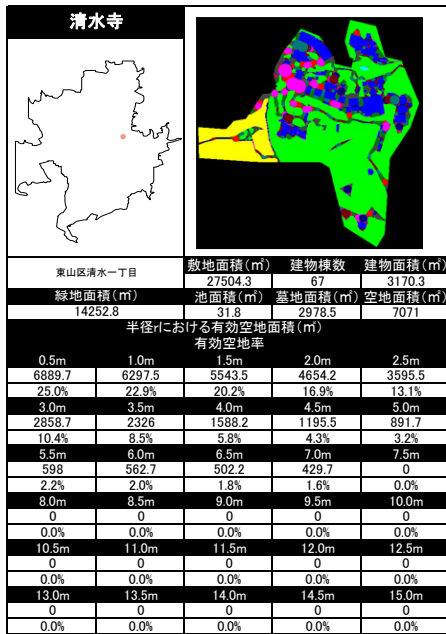 清水寺
東山区清水一丁目
敷地面積(㎡) 建物棟数 建物面積(㎡)
27504.3 67 3170.3
緑地面積(㎡) 池面積(㎡) 墓地面積(㎡) 空地面積(㎡)
14252.8 31.8 2978.5 7071
半径rにおける有効空地面積(㎡)
有効空地率
0.5m 1.0m 1.5m 2.0m 2.5m
6889.7 6297.5 5543.5 4654.2 3595.5
25.0% 22.9% 20.2% 16.9% 13.1%
3.0m 3.5m 4.0m 4.5m 5.0m
2858.7 2326 1588.2 1195.5 891.7
10.4% 8.5% 5.8% 4.3% 3.2%
5.5m 6.0m 6.5m 7.0m 7.5m
598 562.7 502.2 429.7 0
2.2% 2.0% 1.8% 1.6% 0.0%
8.0m 8.5m 9.0m 9.5m 10.0m
0 0 0 0 0
0.0% 0.0% 0.0% 0.0% 0.0%
10.5m 11.0m 11.5m 12.0m 12.5m
0 0 0 0 0
0.0% 0.0% 0.0% 0.0% 0.0%
13.0m 13.5m 14.0m 14.5m 15.0m
0 0 0 0 0
0.0% 0.0% 0.0% 0.0% 0.0%